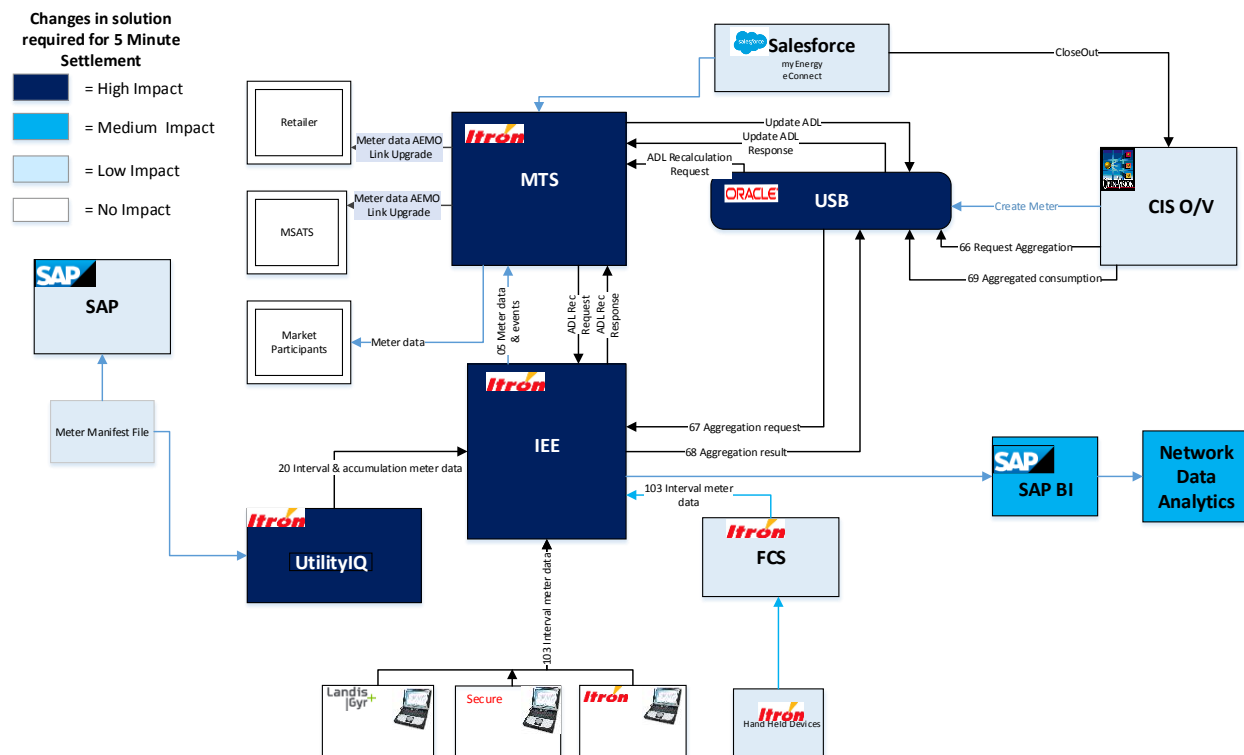 Changes in solution
required for 5 Minute
Settlement
= High Impact
= Medium Impact
= Low Impact
= No Impact
salesforce
Salesforce
myEnergy
eConnect
CloseOut
Retailer
Meter data AEMO
Link Upgrade
Itron
MTS
Update ADL
Update ADL
Response
ADL Recalculation
Request
ORACLE
USB
Create Meter
CIS O/V
66 Request Aggregation
69 Aggregated consumption
MSATS
Meter data AEMO
Link Upgrade
SAP
SAP
Market
Participants
Meter data
05 Meter data
& events
ADL Rec
Request
ADL Rec
Response
Itron
IEE
67 Aggregation request
68 Aggregation result
Meter Manifest File
20 Interval & accumulation meter data
SAP
SAP BI
Network
Data
Analytics
103 Interval meter
data
Itron
FCS
Itron
UtilityIQ
103 Interval meter data
Landis
Gyr+
Secure
Itron
Itron
Hand Held Devices